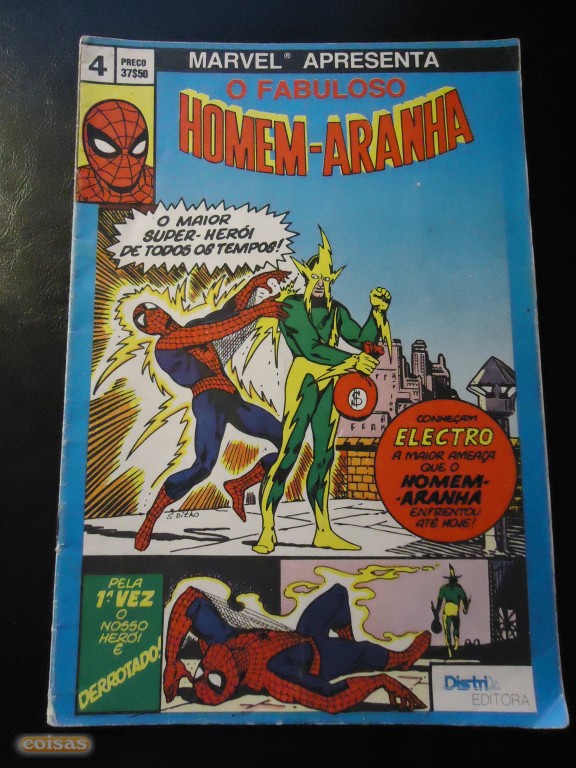 4
PREÇO
37$50
MARVEL® APRESENTA
O FABULOSO
HOMEM-ARANHA
O MAIOR
SUPER-HERÓI
DE TODOS OS TEMPOS!
$
CONHEÇAM
ELECTRO
A MAIOR AMEAÇA
QUE O
HOMEM-
-ARANHA
ENFRENTOU
ATÉ HOJE!
S. Ditko
PELA
1ª VEZ
O
NOSSO
HERÓI
É
DERROTADO!
Distri
EDITORA
coisas